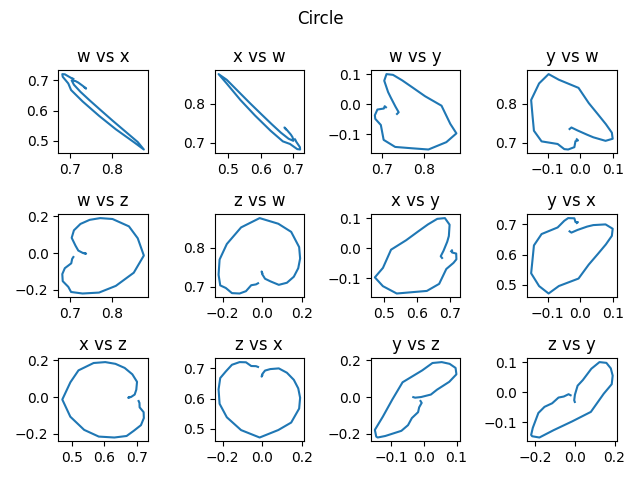 Circle
w vs x
x vs w
w vs y
y vs w
0.7
0.6
0.5
0.7 0.8
0.8
0.7
0.5 0.6 0.7
0.1
0.0
−0.1
0.7 0.8
0.8
0.7
−0.1 0.0 0.1
w vs z
z vs w
x vs y
y vs x
0.2
0.0
−0.2
0.7 0.8
0.8
0.7
−0.2 0.0 0.2
0.1
0.0
−0.1
0.5 0.6 0.7
0.7
0.6
0.5
−0.1 0.0 0.1
x vs z
z vs x
y vs z
z vs y
0.2
0.0
−0.2
0.5 0.6 0.7
0.7
0.6
0.5
−0.2 0.0 0.2
0.2
0.0
−0.2
−0.1 0.0 0.1
0.1
0.0
−0.1
−0.2 0.0 0.2